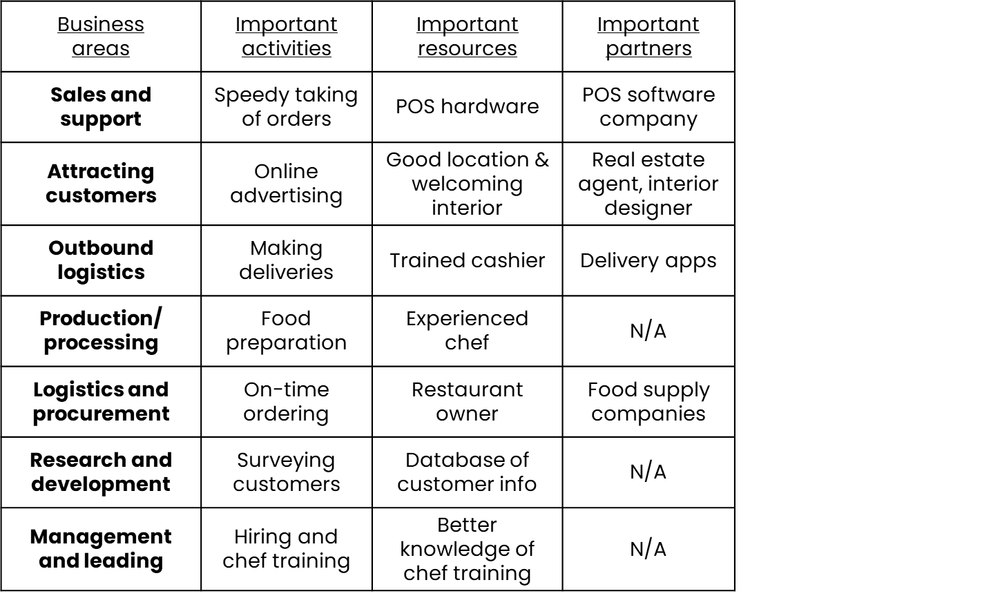 Business
areas
Important
activities
Important
resources
Important
partners
Sales and
support
Speedy taking
of orders
POS hardware
POS software
company
Attracting
customers
Online
advertising
Good location &
welcoming
interior
Real estate
agent, interior
designer
Outbound
logistics
Making
deliveries
Trained cashier
Delivery apps
Production/
processing
Food
preparation
Experienced
chef
N/A
Logistics and
procurement
On-time
ordering
Restaurant
owner
Food supply
companies
Research and
development
Surveying
customers
Database of
customer info
N/A
Management
and leading
Hiring and
chef training
Better
knowledge of
chef training
N/A